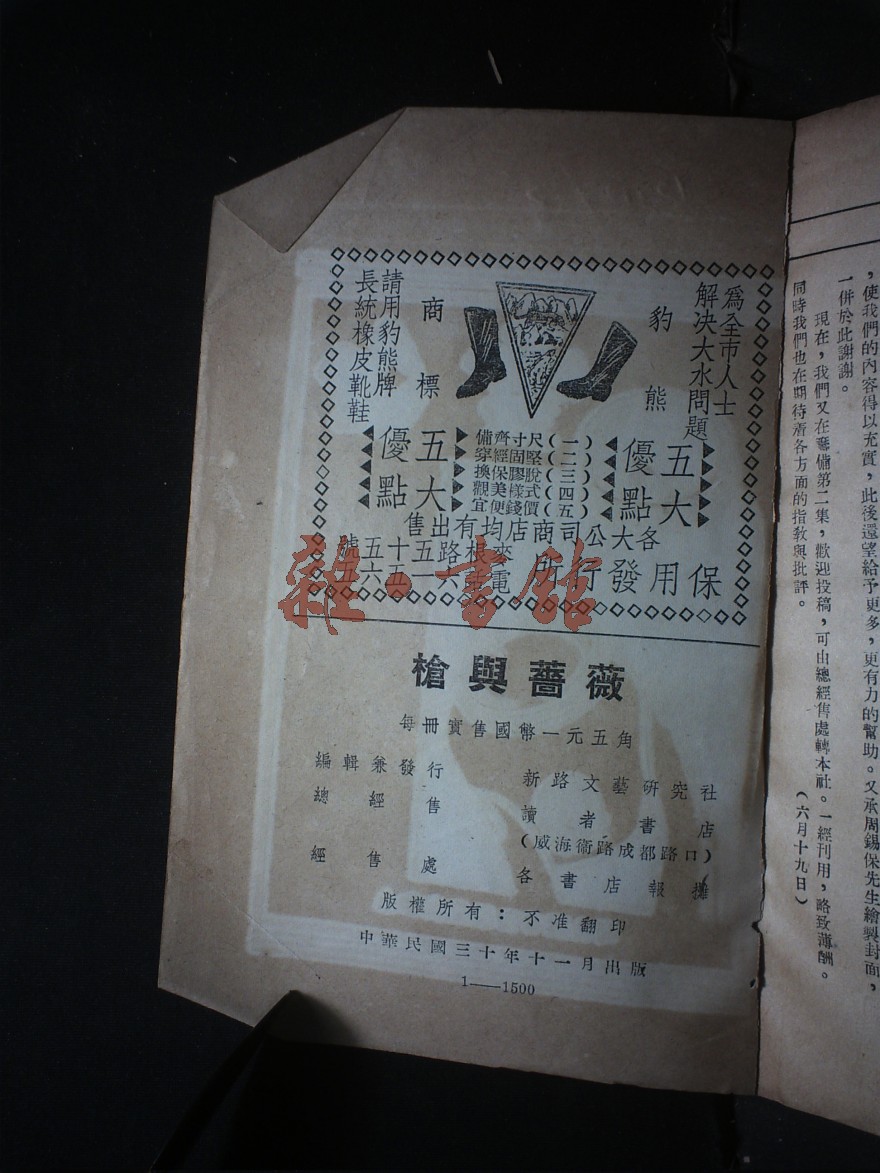 為全市人士
解决大水問題
豹熊
商標
請用豹熊牌
長統橡皮靴鞋
五大
優點
(一)尺寸齊備
(二)堅固經穿
(三)脫膠保換
(四)式樣美觀
(五)價錢便宜
五大
優點
各大公司商店均有出售
保用發行所
麥根路五十五號
電話六一五六五
雜·書館
槍與薔薇
每冊實售國幣一元五角
編輯兼發行 新路文藝研究社
總經售 讀者書店
(威海衛路成都路口)
經售處 各書店報攤
版權所有:不准翻印
中華民國三十年十一月出版
1——1500
,使我們的內容得以充實,此後還望給予更多,更有力的幫助。又承周錫保先生繪製封面,
一併於此謝謝。
現在,我們又在籌備第二集,歡迎投稿,可由總經售處轉本社。一經刊用,略致薄酬。
同時我們也在期待着各方面的指教與批評。
(六月十九日)